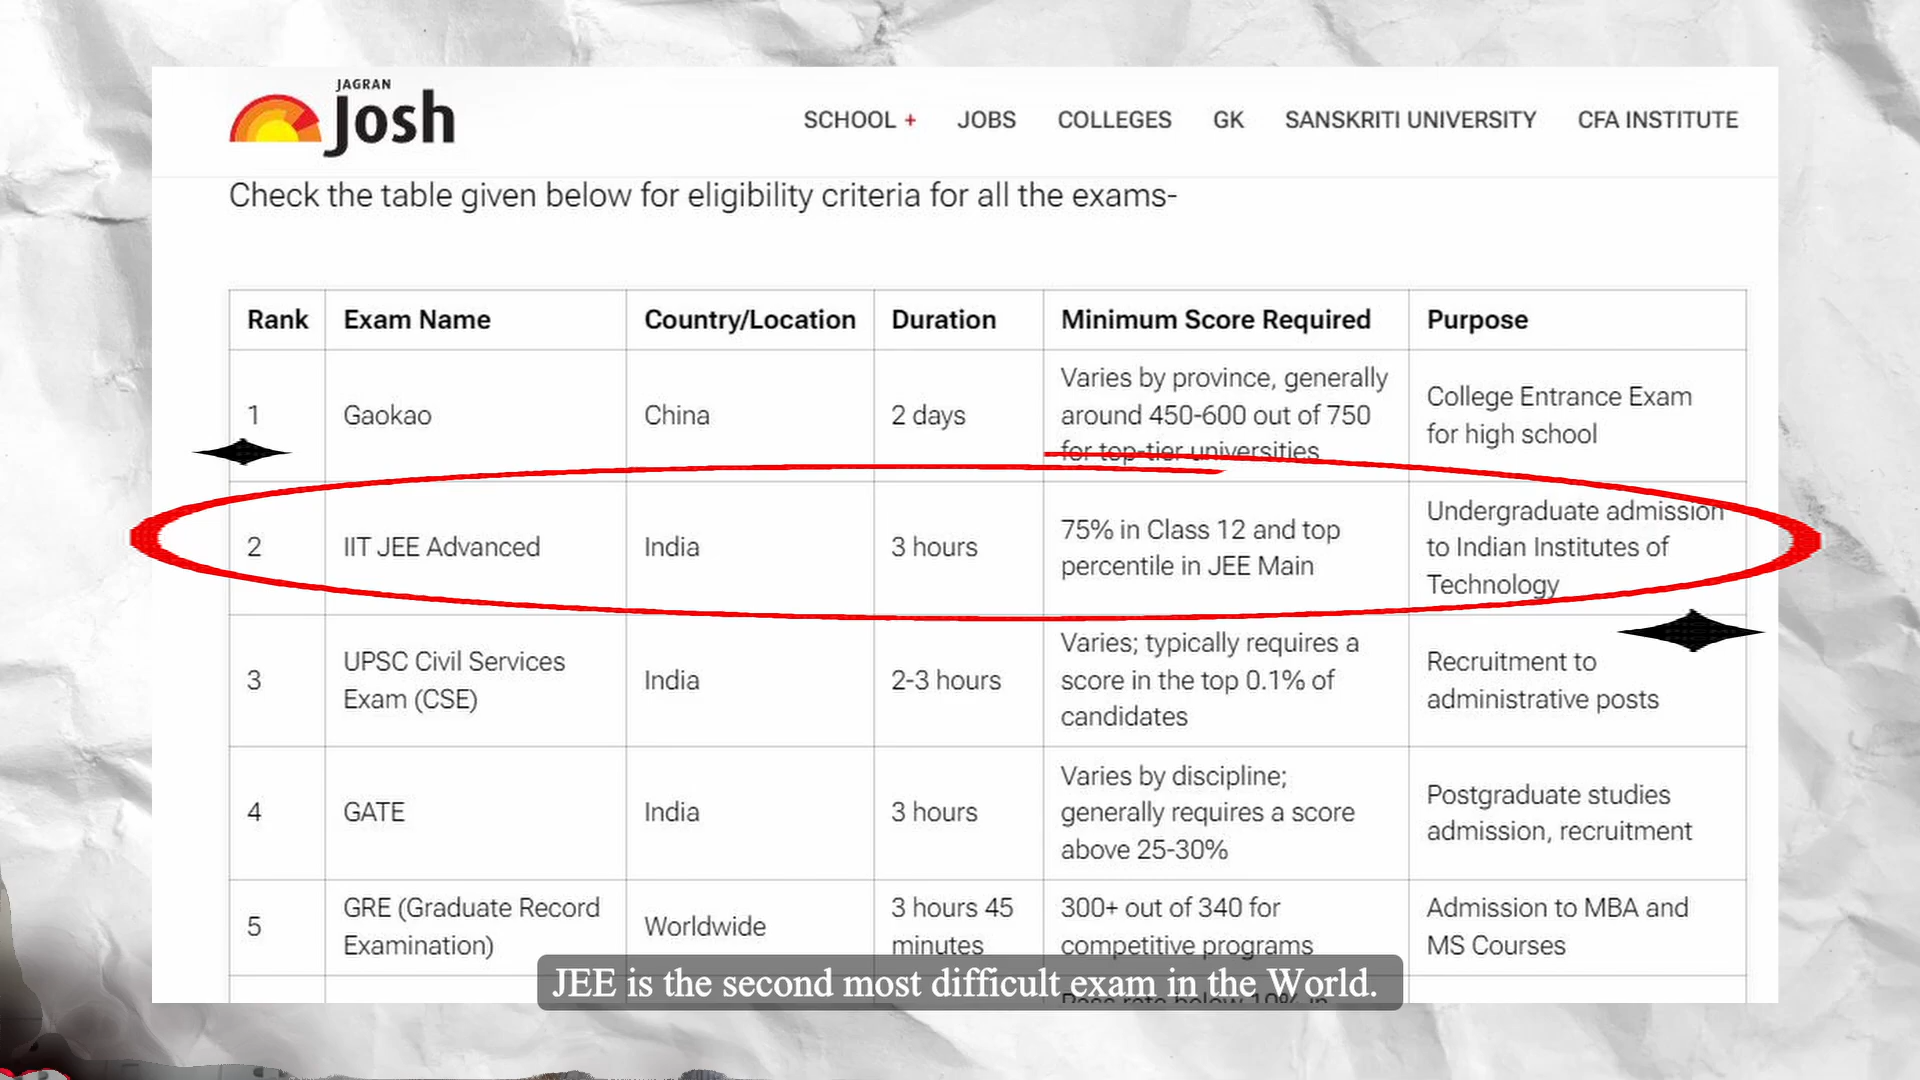 JAGRAN
Josh
SCHOOL + JOBS COLLEGES GK SANSKRITI UNIVERSITY CFA INSTITUTE
Check the table given below for eligibility criteria for all the exams-
Rank Exam Name Country/Location Duration Minimum Score Required Purpose
1 Gaokao China 2 days Varies by province, generally around 450-600 out of 750 for top-tier universities College Entrance Exam for high school
2 IIT JEE Advanced India 3 hours 75% in Class 12 and top percentile in JEE Main Undergraduate admission to Indian Institutes of Technology
3 UPSC Civil Services Exam (CSE) India 2-3 hours Varies; typically requires a score in the top 0.1% of candidates Recruitment to administrative posts
4 GATE India 3 hours Varies by discipline; generally requires a score above 25-30% Postgraduate studies admission, recruitment
5 GRE (Graduate Record Examination) Worldwide 3 hours 45 minutes 300+ out of 340 for competitive programs Admission to MBA and MS Courses
JEE is the second most difficult exam in the World.